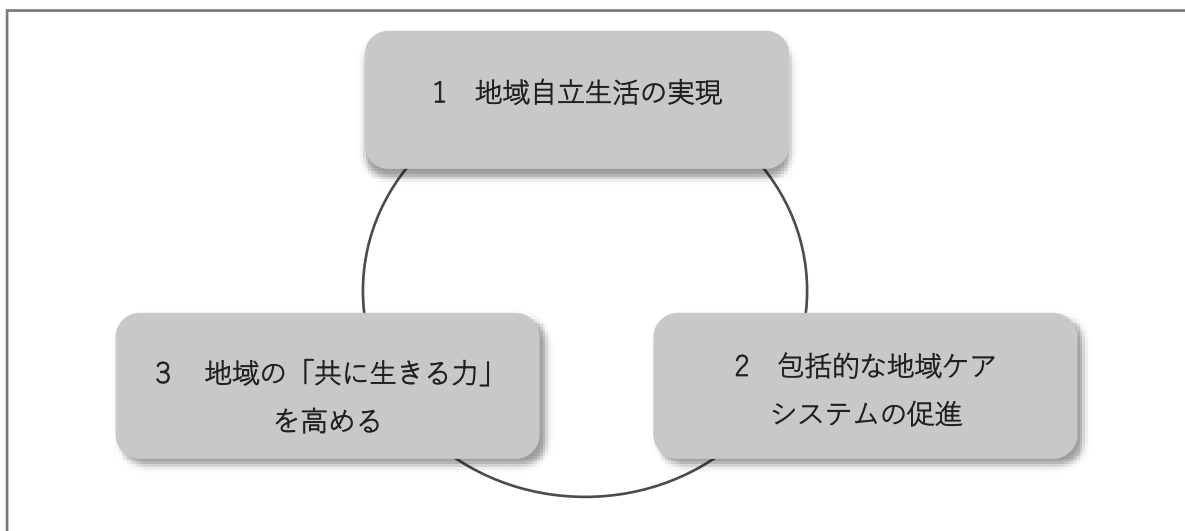 1　地域自立生活の実現
2　包括的な地域ケア
システムの促進
3　地域の「共に生きる力」
を高める